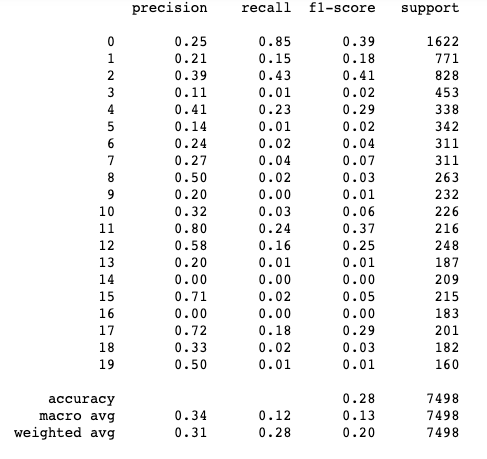 precision recall f1-score support
0 0.25 0.85 0.39 1622
1 0.21 0.15 0.18 771
2 0.39 0.43 0.41 828
3 0.11 0.01 0.02 453
4 0.41 0.23 0.29 338
5 0.14 0.01 0.02 342
6 0.24 0.02 0.04 311
7 0.27 0.04 0.07 311
8 0.50 0.02 0.03 263
9 0.20 0.00 0.01 232
10 0.32 0.03 0.06 226
11 0.80 0.24 0.37 216
12 0.58 0.16 0.25 248
13 0.20 0.01 0.01 187
14 0.00 0.00 0.00 209
15 0.71 0.02 0.05 215
16 0.00 0.00 0.00 183
17 0.72 0.18 0.29 201
18 0.33 0.02 0.03 182
19 0.50 0.01 0.01 160
accuracy 0.28 7498
macro avg 0.34 0.12 0.13 7498
weighted avg 0.31 0.28 0.20 7498